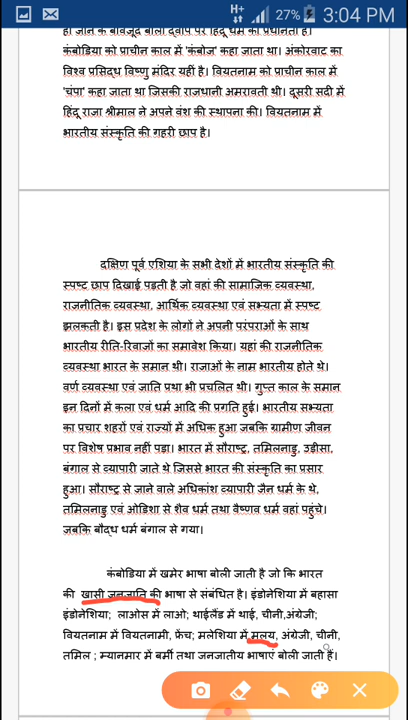 H+ 27% 3:04 PM
हो जाने के बावजूद बाली द्वीप पर हिंदू धर्म की प्रधानता है।
कंबोडिया को प्राचीन काल में 'कंबोज' कहा जाता था। अंकोरवाट का
विश्व प्रसिद्ध विष्णु मंदिर यहीं है। वियतनाम को प्राचीन काल में
'चंपा' कहा जाता था जिसकी राजधानी अमरावती थी। दूसरी सदी में
हिंदू राजा श्रीमाल ने अपने वंश की स्थापना की। वियतनाम में
भारतीय संस्कृति की गहरी छाप है।
दक्षिण पूर्व एशिया के सभी देशों में भारतीय संस्कृति की
स्पष्ट छाप दिखाई पड़ती है जो वहां की सामाजिक व्यवस्था,
राजनीतिक व्यवस्था, आर्थिक व्यवस्था एवं सभ्यता में स्पष्ट
झलकती है। इस प्रदेश के लोगों ने अपनी परंपराओं के साथ
भारतीय रीति-रिवाजों का समावेश किया। यहां की राजनीतिक
व्यवस्था भारत के समान थी। राजाओं के नाम भारतीय होते थे।
वर्ण व्यवस्था एवं जाति प्रथा भी प्रचलित थी। गुप्त काल के समान
इन दिनों में कला एवं धर्म आदि की प्रगति हुई। भारतीय सभ्यता
का प्रचार शहरों एवं राज्यों में अधिक हुआ जबकि ग्रामीण जीवन
पर विशेष प्रभाव नहीं पड़ा। भारत में सौराष्ट्र, तमिलनाडु, उड़ीसा,
बंगाल से व्यापारी जाते थे जिससे भारत की संस्कृति का प्रसार
हुआ। सौराष्ट्र से जाने वाले अधिकांश व्यापारी जैन धर्म के थे,
तमिलनाडु एवं ओडिशा से शैव धर्म तथा वैष्णव धर्म वहां पहुंचे।
जबकि बौद्ध धर्म बंगाल से गया।
कंबोडिया में खमेर भाषा बोली जाती है जो कि भारत
की खासी जनजाति की भाषा से संबंधित है। इंडोनेशिया में बहासा
इंडोनेशिया; लाओस में लाओ; थाईलैंड में थाई, चीनी,अंग्रेजी;
वियतनाम में वियतनामी, फ्रेंच; मलेशिया में मलय, अंग्रेजी, चीनी,
तमिल ; म्यानमार में बर्मी तथा जनजातीय भाषाएं बोली जाती हैं।